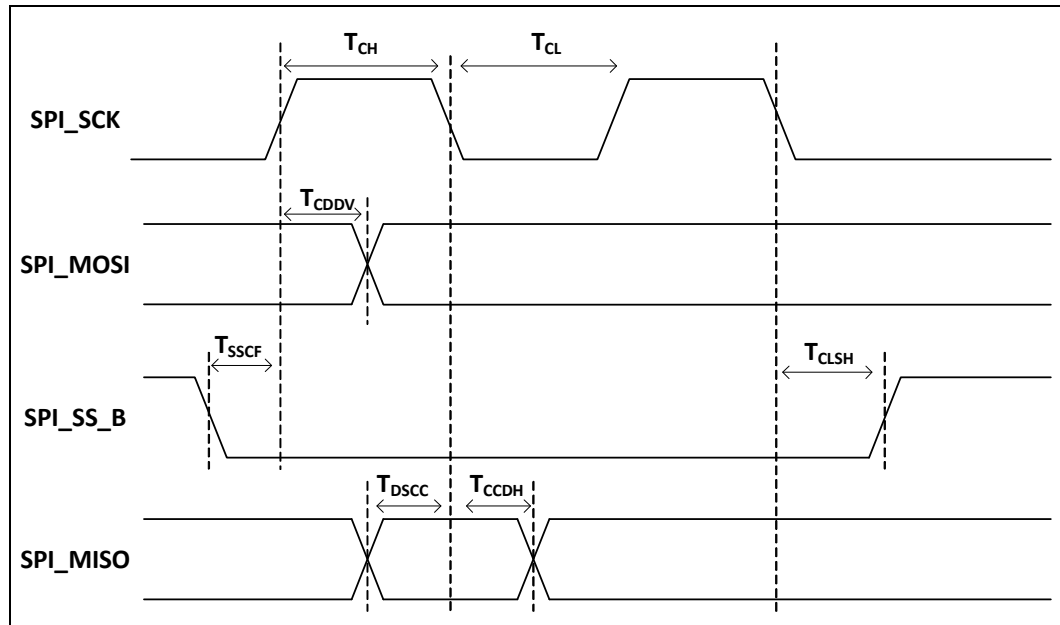 T_CH
T_CL
SPI_SCK
T_CDDV
SPI_MOSI
T_SSCF
T_CLSH
SPI_SS_B
T_DSCC
T_CCDH
SPI_MISO